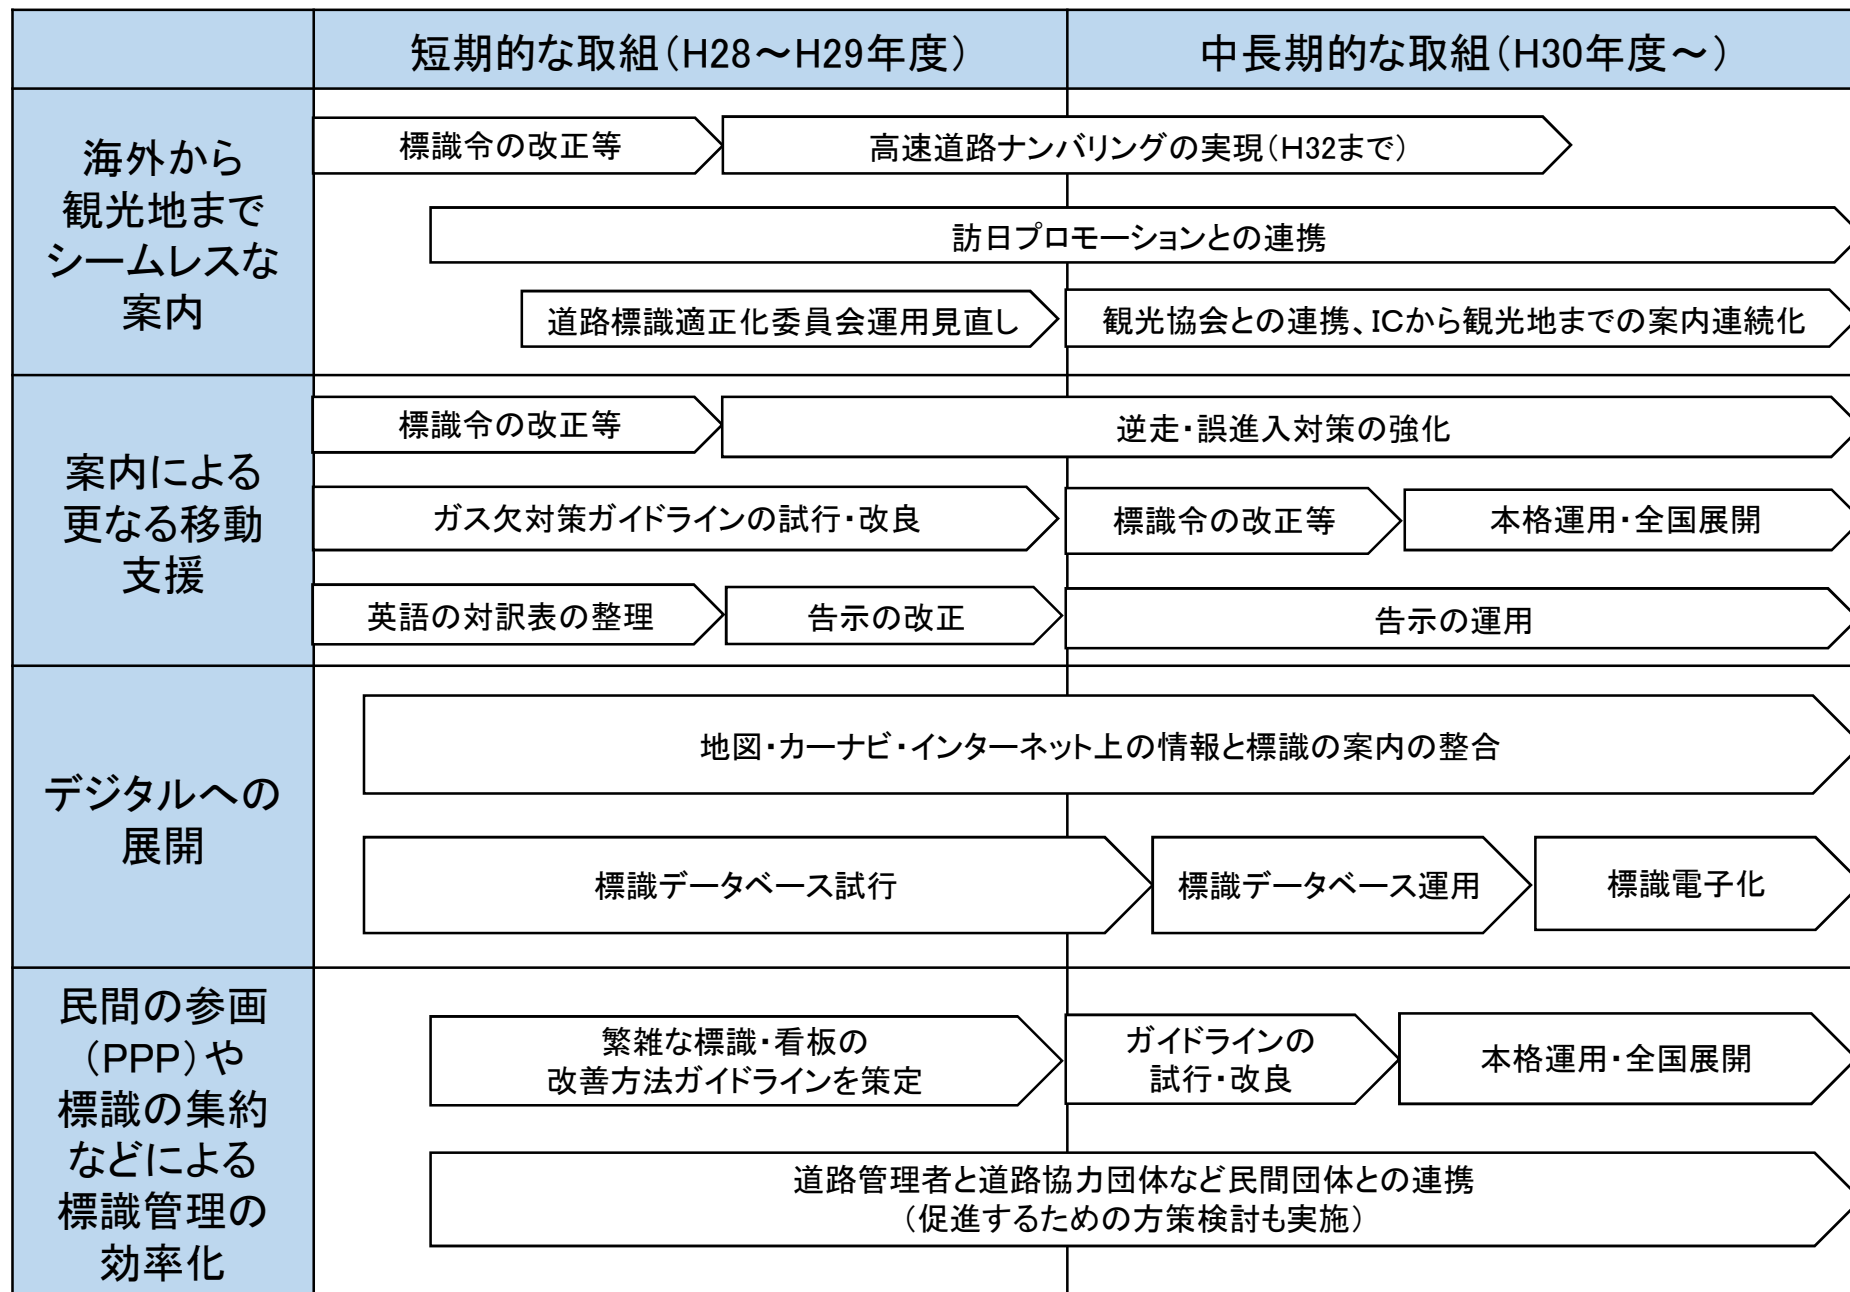 短期的な取組(H28～H29年度)
中長期的な取組(H30年度～)
海外から
観光地まで
シームレスな
案内
標識令の改正等
高速道路ナンバリングの実現(H32まで)
訪日プロモーションとの連携
道路標識適正化委員会運用見直し
観光協会との連携、ICから観光地までの案内連続化
案内による
更なる移動
支援
標識令の改正等
逆走・誤進入対策の強化
ガス欠対策ガイドラインの試行・改良
標識令の改正等
本格運用・全国展開
英語の対訳表の整理
告示の改正
告示の運用
デジタルへの
展開
地図・カーナビ・インターネット上の情報と標識の案内の整合
標識データベース試行
標識データベース運用
標識電子化
民間の参画
(PPP)や
標識の集約
などによる
標識管理の
効率化
繁雑な標識・看板の
改善方法ガイドラインを策定
ガイドラインの
試行・改良
本格運用・全国展開
道路管理者と道路協力団体など民間団体との連携
(促進するための方策検討も実施)